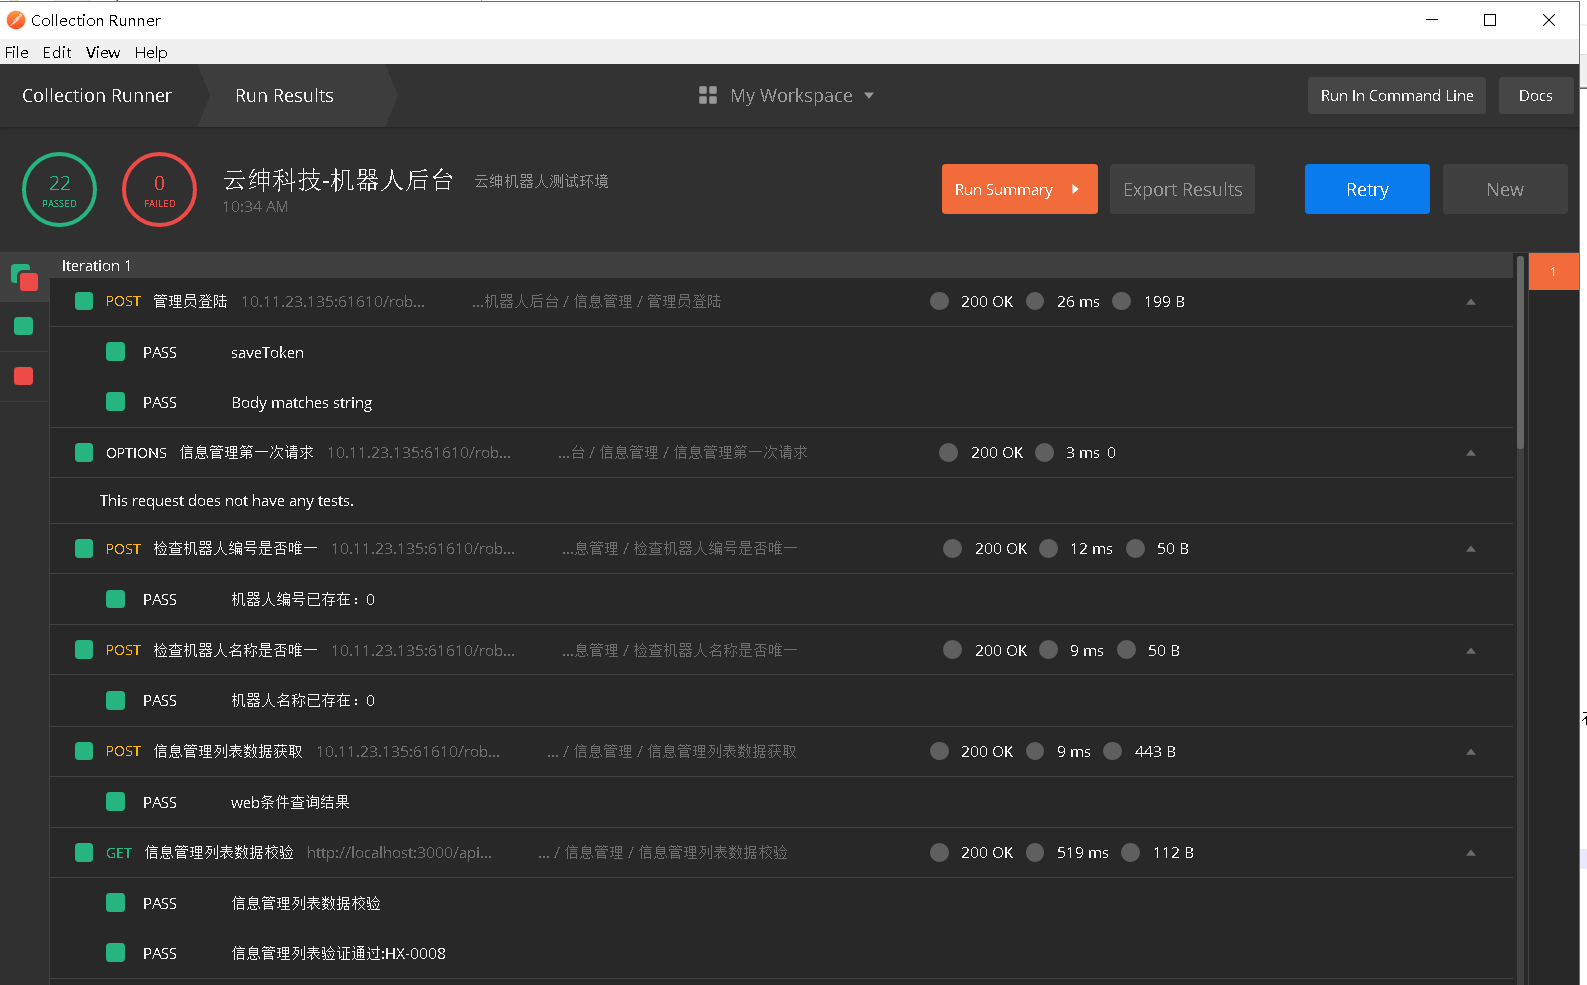 Collection Runner
File Edit View Help
Collection Runner Run Results My Workspace Run In Command Line Docs
22 PASSED 0 FAILED 云绅科技-机器人后台 云绅机器人测试环境 Run Summary Export Results Retry New
10:34 AM
Iteration 1 1
POST 管理员登陆 10.11.23.135:61610/rob... ...机器人后台 / 信息管理 / 管理员登陆 200 OK 26 ms 199 B
PASS saveToken
PASS Body matches string
OPTIONS 信息管理第一次请求 10.11.23.135:61610/rob... ...台 / 信息管理 / 信息管理第一次请求 200 OK 3 ms 0
This request does not have any tests.
POST 检查机器人编号是否唯一 10.11.23.135:61610/rob... ...息管理 / 检查机器人编号是否唯一 200 OK 12 ms 50 B
PASS 机器人编号已存在：0
POST 检查机器人名称是否唯一 10.11.23.135:61610/rob... ...息管理 / 检查机器人名称是否唯一 200 OK 9 ms 50 B
PASS 机器人名称已存在：0
POST 信息管理列表数据获取 10.11.23.135:61610/rob... ... / 信息管理 / 信息管理列表数据获取 200 OK 9 ms 443 B
PASS web条件查询结果
GET 信息管理列表数据校验 http://localhost:3000/api... ... / 信息管理 / 信息管理列表数据校验 200 OK 519 ms 112 B
PASS 信息管理列表数据校验
PASS 信息管理列表验证通过:HX-0008